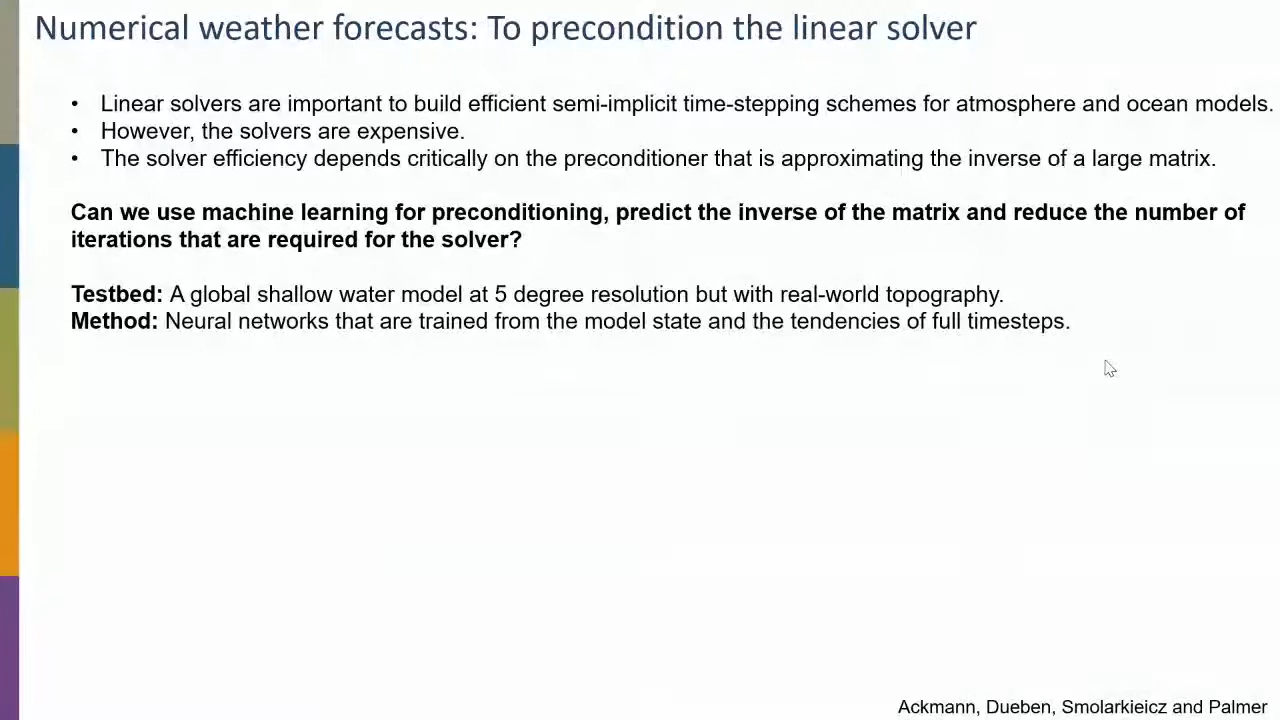 Numerical weather forecasts: To precondition the linear solver
• Linear solvers are important to build efficient semi-implicit time-stepping schemes for atmosphere and ocean models.
• However, the solvers are expensive.
• The solver efficiency depends critically on the preconditioner that is approximating the inverse of a large matrix.
Can we use machine learning for preconditioning, predict the inverse of the matrix and reduce the number of
iterations that are required for the solver?
Testbed: A global shallow water model at 5 degree resolution but with real-world topography.
Method: Neural networks that are trained from the model state and the tendencies of full timesteps.
Ackmann, Dueben, Smolarkieicz and Palmer